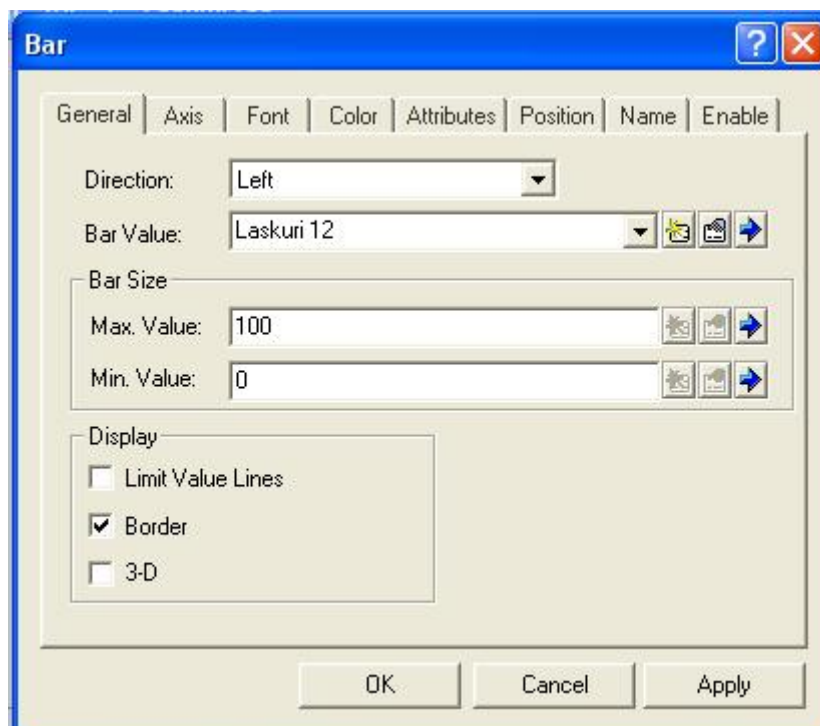 Bar
General Axis Font Color Attributes Position Name Enable
Direction: Left
Bar Value: Laskuri 12
Bar Size
Max. Value: 100
Min. Value: 0
Display
Limit Value Lines
Border
3-D
OK Cancel Apply